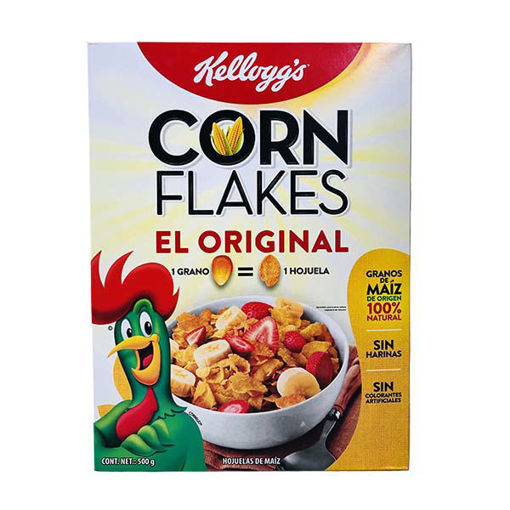 Kellogg's
CORN
FLAKES
EL ORIGINAL
1 GRANO = 1 HOJUELA
GRANOS
DE
MAÍZ
DE ORIGEN
100%
NATURAL
SIN
HARINAS
SIN
COLORANTES
ARTIFICIALES
CONT. NET.: 500 g
HOJUELAS DE MAÍZ